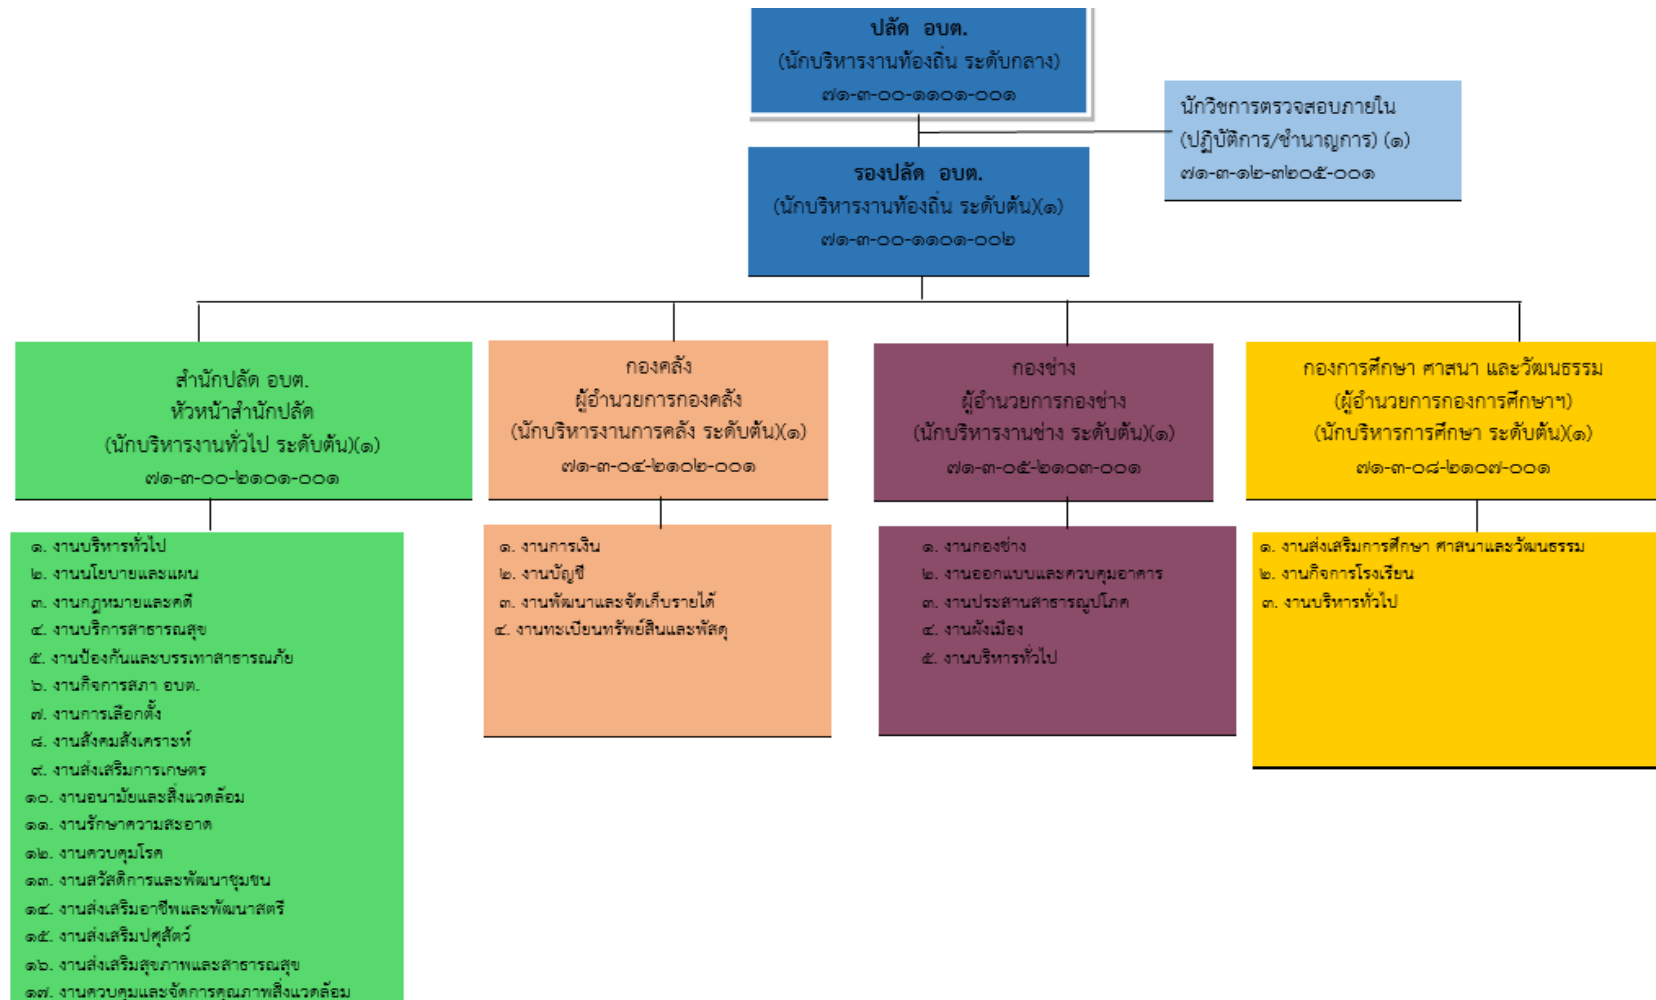 ปลัด อบต.
(นักบริหารงานท้องถิ่น ระดับกลาง)
๗๑-๓-๐๐-๑๑๐๑-๐๐๑
นักวิชการตรวจสอบภายใน
(ปฏิบัติการ/ชำนาญการ) (๑)
๗๑-๓-๑๒-๓๒๐๕-๐๐๑
รองปลัด อบต.
(นักบริหารงานท้องถิ่น ระดับต้น)(๑)
๗๑-๓-๐๐-๑๑๐๑-๐๐๒
สำนักปลัด อบต.
หัวหน้าสำนักปลัด
(นักบริหารงานทั่วไป ระดับต้น)(๑)
๗๑-๓-๐๐-๒๑๐๑-๐๐๑
กองคลัง
ผู้อำนวยการกองคลัง
(นักบริหารงานการคลัง ระดับต้น)(๑)
๗๑-๓-๐๔-๒๑๐๒-๐๐๑
กองช่าง
ผู้อำนวยการกองช่าง
(นักบริหารงานช่าง ระดับต้น)(๑)
๗๑-๓-๐๕-๒๑๐๓-๐๐๑
กองการศึกษา ศาสนา และวัฒนธรรม
(ผู้อำนวยการกองการศึกษาฯ)
(นักบริหารการศึกษา ระดับต้น)(๑)
๗๑-๓-๐๘-๒๑๐๗-๐๐๑
๑. งานบริหารทั่วไป
๒. งานนโยบายและแผน
๓. งานกฎหมายและคดี
๔. งานบริการสาธารณสุข
๕. งานป้องกันและบรรเทาสาธารณภัย
๖. งานกิจการสภา อบต.
๗. งานการเลือกตั้ง
๘. งานสังคมสังเคราะห์
๙. งานส่งเสริมการเกษตร
๑๐. งานอนามัยและสิ่งแวดล้อม
๑๑. งานรักษาความสะอาด
๑๒. งานควบคุมโรค
๑๓. งานสวัสดิการและพัฒนาชุมชน
๑๔. งานส่งเสริมอาชีพและพัฒนาสตรี
๑๕. งานส่งเสริมปศุสัตว์
๑๖. งานส่งเสริมสุขภาพและสาธารณสุข
๑๗. งานควบคุมและจัดการคุณภาพสิ่งแวดล้อม
๑. งานการเงิน
๒. งานบัญชี
๓. งานพัฒนาและจัดเก็บรายได้
๔. งานทะเบียนทรัพย์สินและพัสดุ
๑. งานกองช่าง
๒. งานออกแบบและควบคุมอาคาร
๓. งานประสานสาธารณูปโภค
๔. งานผังเมือง
๕. งานบริหารทั่วไป
๑. งานส่งเสริมการศึกษา ศาสนาและวัฒนธรรม
๒. งานกิจการโรงเรียน
๓. งานบริหารทั่วไป